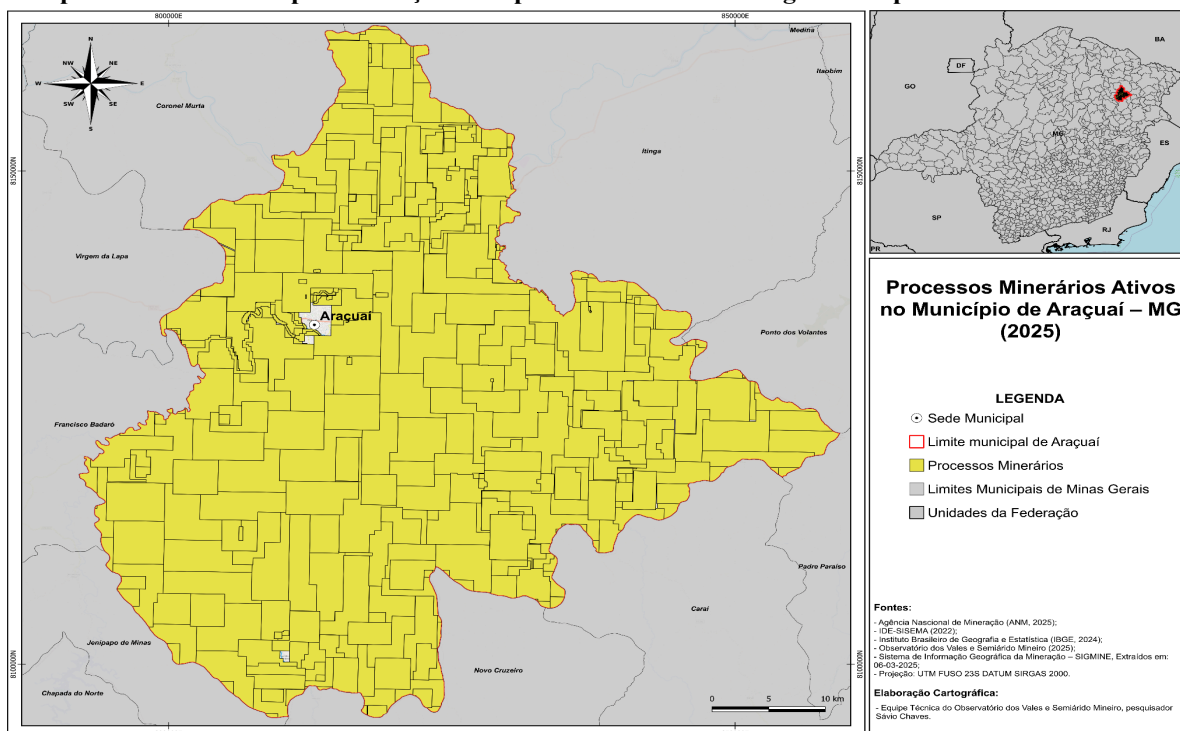 800000E
850000E
N
NW
NE
W
E
SW
SE
S
Medina
Itaobim
Coronel Murta
Itinga
8150000N
8150000N
Virgem da Lapa
Araçuaí
Ponto dos Volantes
Francisco Badaró
Padre Paraíso
Caraí
Jenipapo de Minas
Novo Cruzeiro
8100000N
8100000N
Chapada do Norte
0 5 10 km
BA
DF
GO
MG
ES
SP
RJ
PR
Processos Minerários Ativos
no Município de Araçuaí – MG
(2025)
LEGENDA
Sede Municipal
Limite municipal de Araçuaí
Processos Minerários
Limites Municipais de Minas Gerais
Unidades da Federação
Fontes:
- Agência Nascional de Mineração (ANM, 2025);
- IDE-SISEMA (2022);
- Instituto Brasileiro de Geografia e Estatística (IBGE, 2024);
- Observatório dos Vales e Semiárido Mineiro (2025);
- Sistema de Informação Geográfica da Mineração – SIGMINE, Extraídos em:
06-03-2025;
- Projeção: UTM FUSO 23S DATUM SIRGAS 2000.
Elaboração Cartográfica:
- Equipe Técnica do Observatório dos Vales e Semiárido Mineiro, pesquisador
Sávio Chaves.